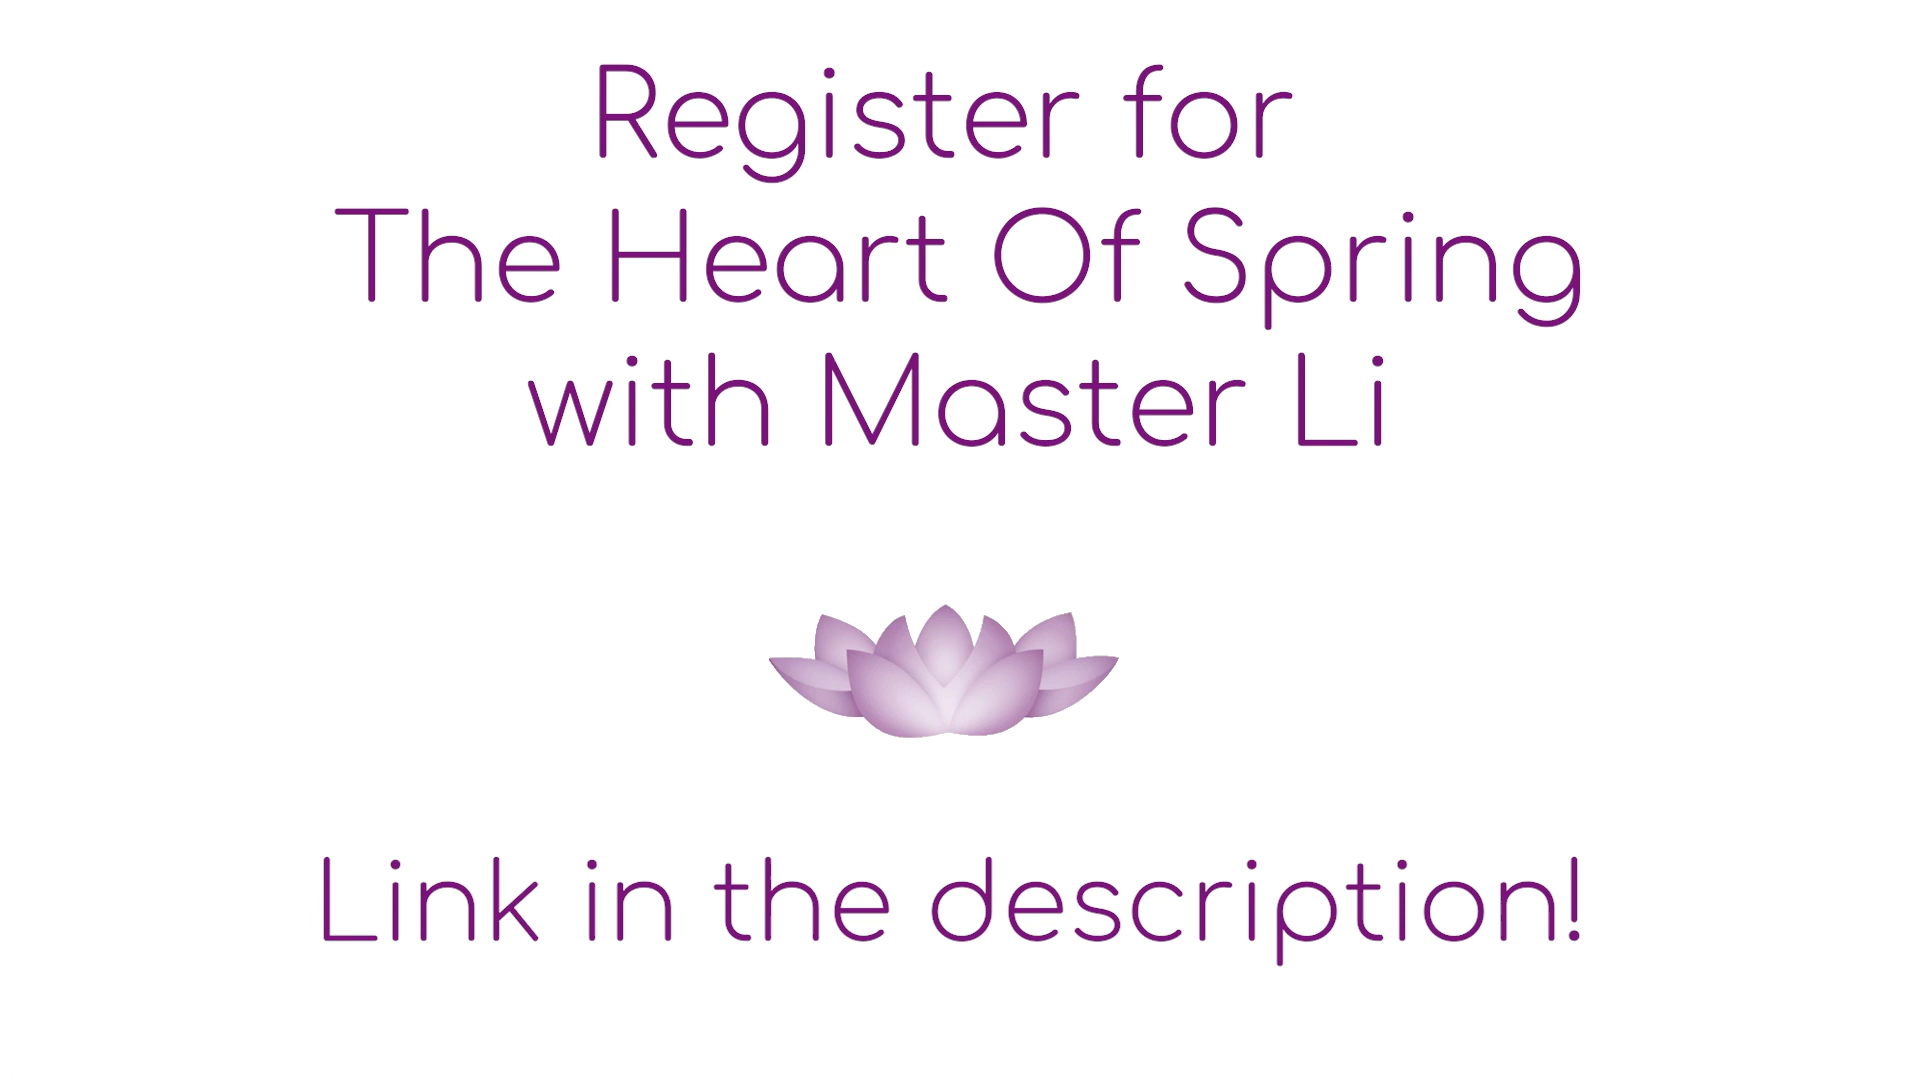 Register for
The Heart Of Spring
with Master Li
Link in the description!